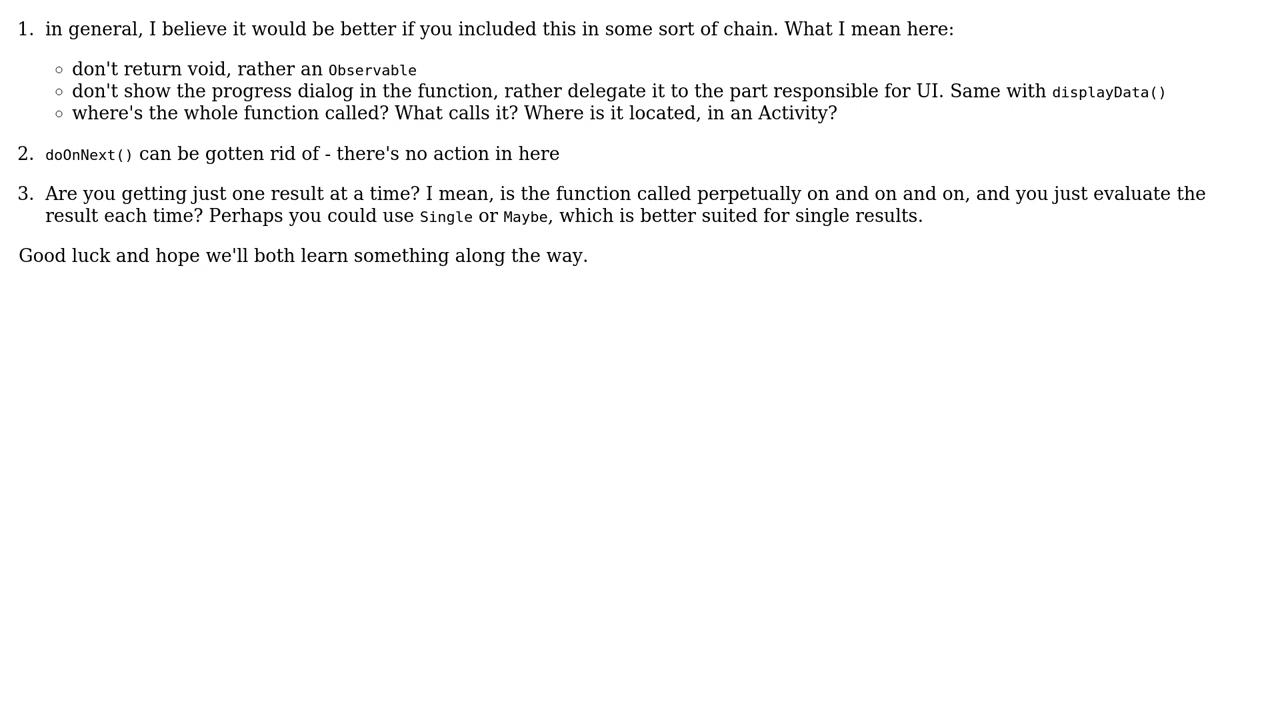 1. in general, I believe it would be better if you included this in some sort of chain. What I mean here:
◦ don't return void, rather an Observable
◦ don't show the progress dialog in the function, rather delegate it to the part responsible for UI. Same with displayData()
◦ where's the whole function called? What calls it? Where is it located, in an Activity?
2. doOnNext() can be gotten rid of - there's no action in here
3. Are you getting just one result at a time? I mean, is the function called perpetually on and on and on, and you just evaluate the
result each time? Perhaps you could use Single or Maybe, which is better suited for single results.
Good luck and hope we'll both learn something along the way.